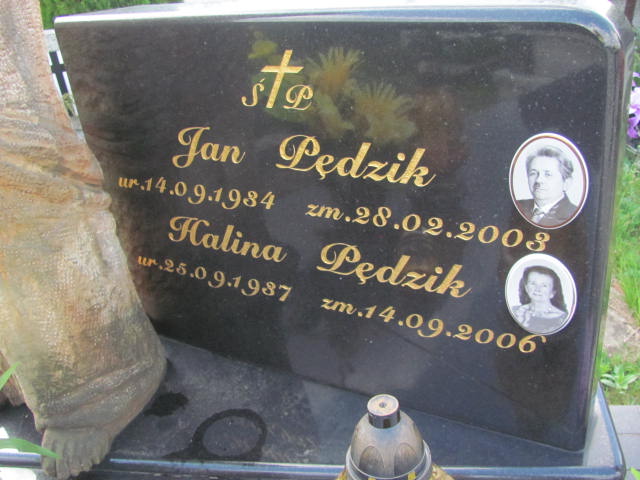 Ś P
Jan Pędzik
ur.14.09.1934 zm.28.02.2003
Halina Pędzik
ur.25.09.1937 zm.14.09.2006